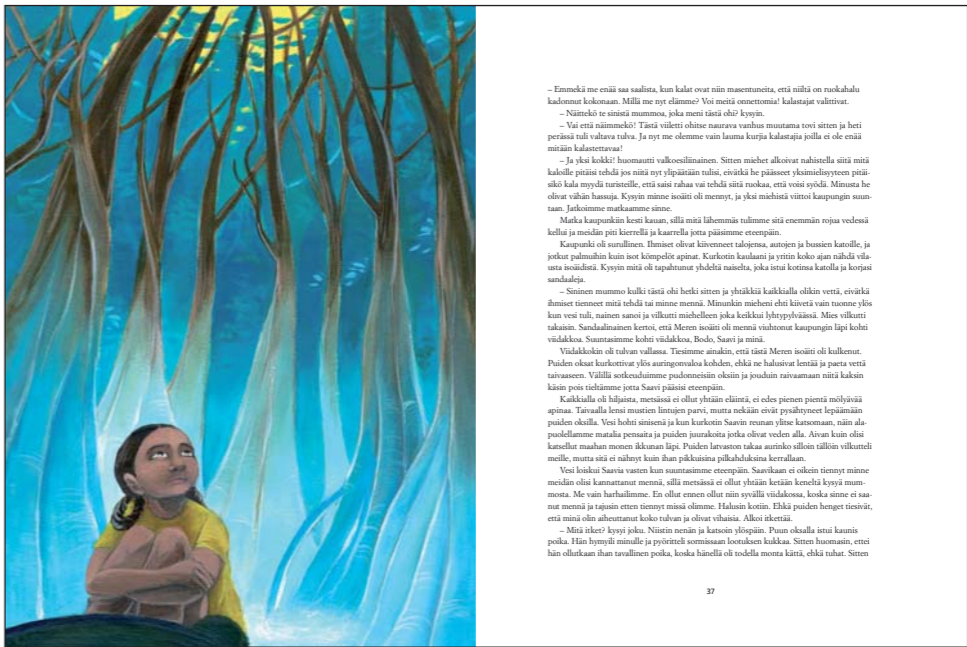 – Emmekä me enää saa saalista, kun kalat ovat niin masentuneita, että niiltä on ruokahalu
kadonnut kokonaan. Millä me nyt elämme? Voi meitä onnettomia! kalastajat valittivat.
– Näittekö te sinistä mummoa, joka meni tästä ohi? kysyin.
– Vai että näimmekö! Tästä viiletti ohitse naurava vanhus muutama tovi sitten ja heti
perässä tuli valtava tulva. Ja nyt me olemme vain lauma kurjia kalastajia joilla ei ole enää
mitään kalastettavaa!
– Ja yksi kokki! huomautti valkoesiliinainen. Sitten miehet alkoivat nahistella siitä mitä
kaloille pitäisi tehdä jos niitä nyt ylipäätään tulisi, eivätkä he päässeet yksimielisyyteen pitäi-
sikö kala myydä turisteille, että saisi rahaa vai tehdä siitä ruokaa, että voisi syödä. Minusta he
olivat vähän hassuja. Kysyin minne isoäiti oli mennyt, ja yksi miehistä viittoi kaupungin suun-
taan. Jatkoimme matkaamme sinne.
Matka kaupunkiin kesti kauan, sillä mitä lähemmäs tulimme sitä enemmän rojua vedessä
kellui ja meidän piti kierrellä ja kaarrella jotta pääsimme eteenpäin.
Kaupunki oli surullinen. Ihmiset olivat kiivenneet talojensa, autojen ja bussien katoille, ja
jotkut palmuihin kuin isot kömpelöt apinat. Kurkotin kaulaani ja yritin koko ajan nähdä vila-
usta isoäidistä. Kysyin mitä oli tapahtunut yhdeltä naiselta, joka istui kotinsa katolla ja korjasi
sandaaleja.
– Sininen mummo kulki tästä ohi hetki sitten ja yhtäkkiä kaikkialla olikin vettä, eivätkä
ihmiset tienneet mitä tehdä tai minne mennä. Minunkin mieheni ehti kiivetä vain tuonne ylös
kun vesi tuli, nainen sanoi ja vilkutti miehelleen joka keikkui lyhtypylväässä. Mies vilkutti
takaisin. Sandaalinainen kertoi, että Meren isoäiti oli mennä viuhtonut kaupungin läpi kohti
viidakkoa. Suuntasimme kohti viidakkoa, Bodo, Saavi ja minä.
Viidakkokin oli tulvan vallassa. Tiesimme ainakin, että tästä Meren isoäiti oli kulkenut.
Puiden oksat kurkottivat ylös auringonvaloa kohden, ehkä ne halusivat lentää ja paeta vettä
taivaaseen. Välillä sotkeuduimme pudonneisiin oksiin ja jouduin raivaamaan niitä kaksin
käsin pois tieltämme jotta Saavi pääsisi eteenpäin.
Kaikkialla oli hiljaista, metsässä ei ollut yhtään eläintä, ei edes pienen pientä mölyävää
apinaa. Taivaalla lensi mustien lintujen parvi, mutta nekään eivät pysähtyneet lepäämään
puiden oksilla. Vesi hohti sinisenä ja kun kurkotin Saavin reunan ylitse katsomaan, näin ala-
puolellamme matalia pensaita ja puiden juurakoita jotka olivat veden alla. Aivan kuin olisi
katsellut maahan monen ikkunan läpi. Puiden latvaston takaa aurinko silloin tällöin vilkutteli
meille, mutta sitä ei nähnyt kuin ihan pikkuisina pilkahduksina kerrallaan.
Vesi loiskui Saavia vasten kun suuntasimme eteenpäin. Saavikaan ei oikein tiennyt minne
meidän olisi kannattanut mennä, sillä metsässä ei ollut yhtään ketään keneltä kysyä mum-
mosta. Me vain harhailimme. En ollut ennen ollut niin syvällä viidakossa, koska sinne ei saa-
nut mennä ja tajusin etten tiennyt missä olimme. Halusin kotiin. Ehkä puiden henget tiesivät,
että minä olin aiheuttanut koko tulvan ja olivat vihaisia. Alkoi itkettää.
– Mitä itket? kysyi joku. Niistin nenän ja katsoin ylöspäin. Puun oksalla istui kaunis
poika. Hän hymyili minulle ja pyöritteli sormissaan lootuksen kukkaa. Sitten huomasin, ettei
hän ollutkaan ihan tavallinen poika, koska hänellä oli todella monta kättä, ehkä tuhat. Sitten
37